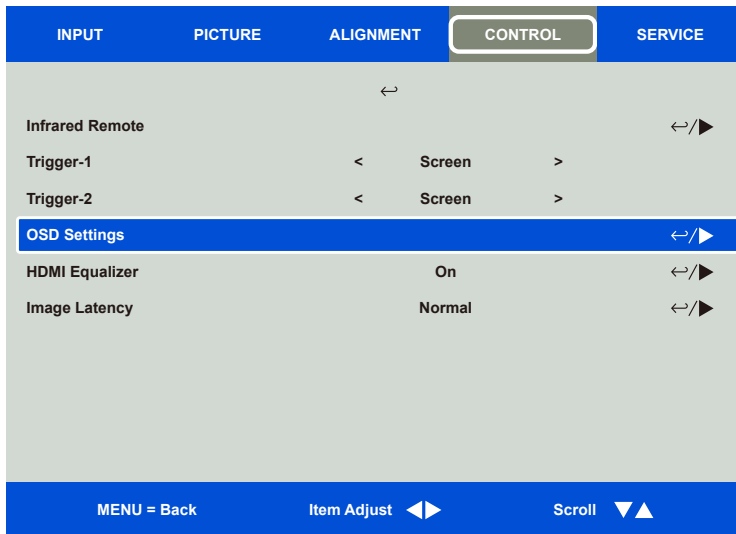 INPUT PICTURE ALIGNMENT CONTROL SERVICE
↩
Infrared Remote ↩/▶
Trigger-1 < Screen >
Trigger-2 < Screen >
OSD Settings ↩/▶
HDMI Equalizer On ↩/▶
Image Latency Normal ↩/▶
MENU = Back Item Adjust ◀▶ Scroll ▼▲